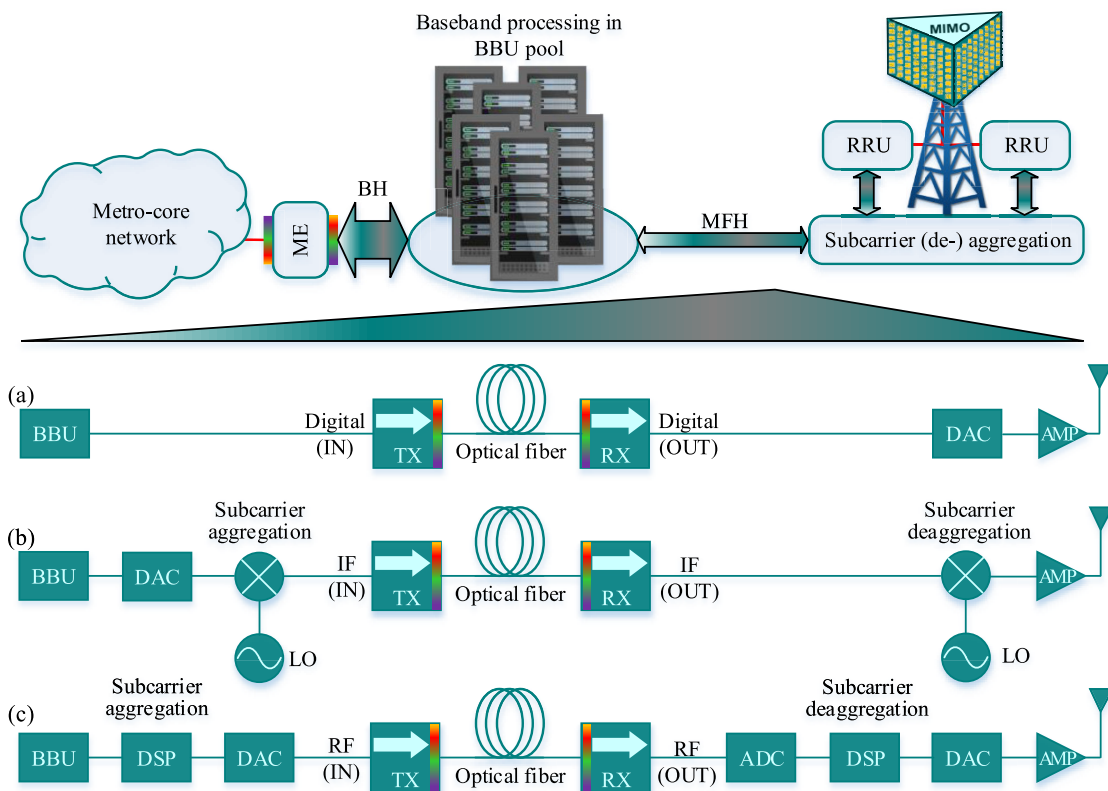 Baseband processing in
BBU pool
MIMO
RRU
RRU
Metro-core
network
ME
BH
MFH
Subcarrier (de-) aggregation
(a)
BBU
Digital
(IN)
TX
Optical fiber
RX
Digital
(OUT)
DAC
AMP
(b)
Subcarrier
aggregation
Subcarrier
deaggregation
BBU
DAC
IF
(IN)
TX
Optical fiber
RX
IF
(OUT)
AMP
LO
LO
(c)
Subcarrier
aggregation
Subcarrier
deaggregation
BBU
DSP
DAC
RF
(IN)
TX
Optical fiber
RX
RF
(OUT)
ADC
DSP
DAC
AMP